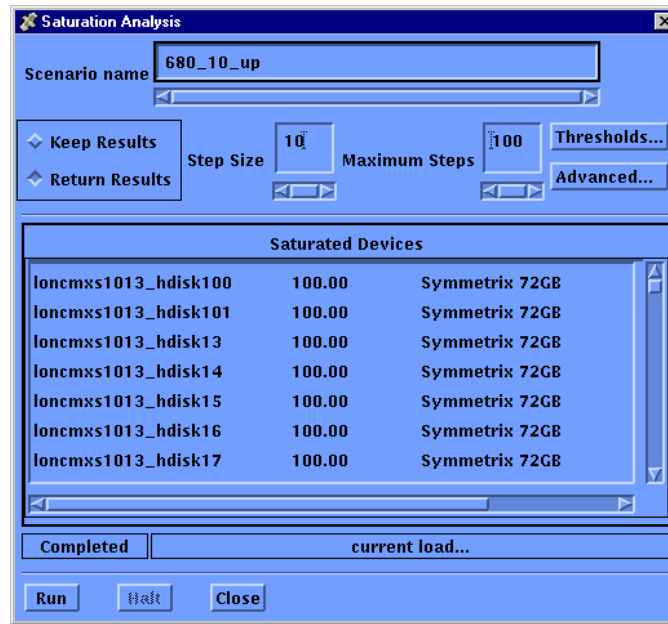 Saturation Analysis
Scenario name 680_10_up
Keep Results
Return Results
Step Size 10
Maximum Steps 100
Thresholds...
Advanced...
Saturated Devices
loncmxs1013_hdisk100 100.00 Symmetrix 72GB
loncmxs1013_hdisk101 100.00 Symmetrix 72GB
loncmxs1013_hdisk13 100.00 Symmetrix 72GB
loncmxs1013_hdisk14 100.00 Symmetrix 72GB
loncmxs1013_hdisk15 100.00 Symmetrix 72GB
loncmxs1013_hdisk16 100.00 Symmetrix 72GB
loncmxs1013_hdisk17 100.00 Symmetrix 72GB
Completed current load...
Run Halt Close